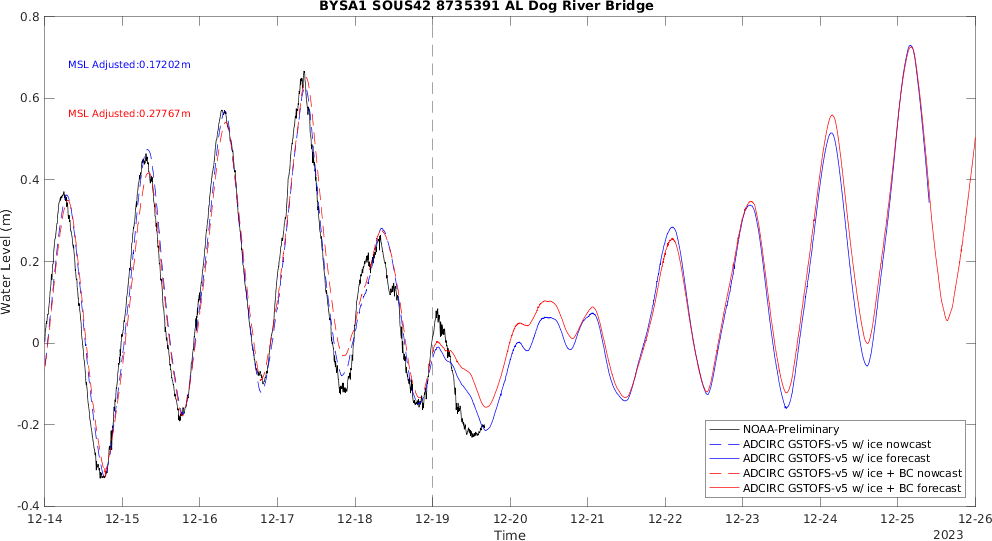 BYSA1 SOUS42 8735391 AL Dog River Bridge
MSL Adjusted:0.17202m
MSL Adjusted:0.27767m
Water Level (m)
0.8
0.6
0.4
0.2
0
-0.2
-0.4
NOAA-Preliminary
ADCIRC GSTOFS-v5 w/ ice nowcast
ADCIRC GSTOFS-v5 w/ ice forecast
ADCIRC GSTOFS-v5 w/ ice + BC nowcast
ADCIRC GSTOFS-v5 w/ ice + BC forecast
12-14 12-15 12-16 12-17 12-18 12-19 12-20 12-21 12-22 12-23 12-24 12-25 12-26
Time
2023